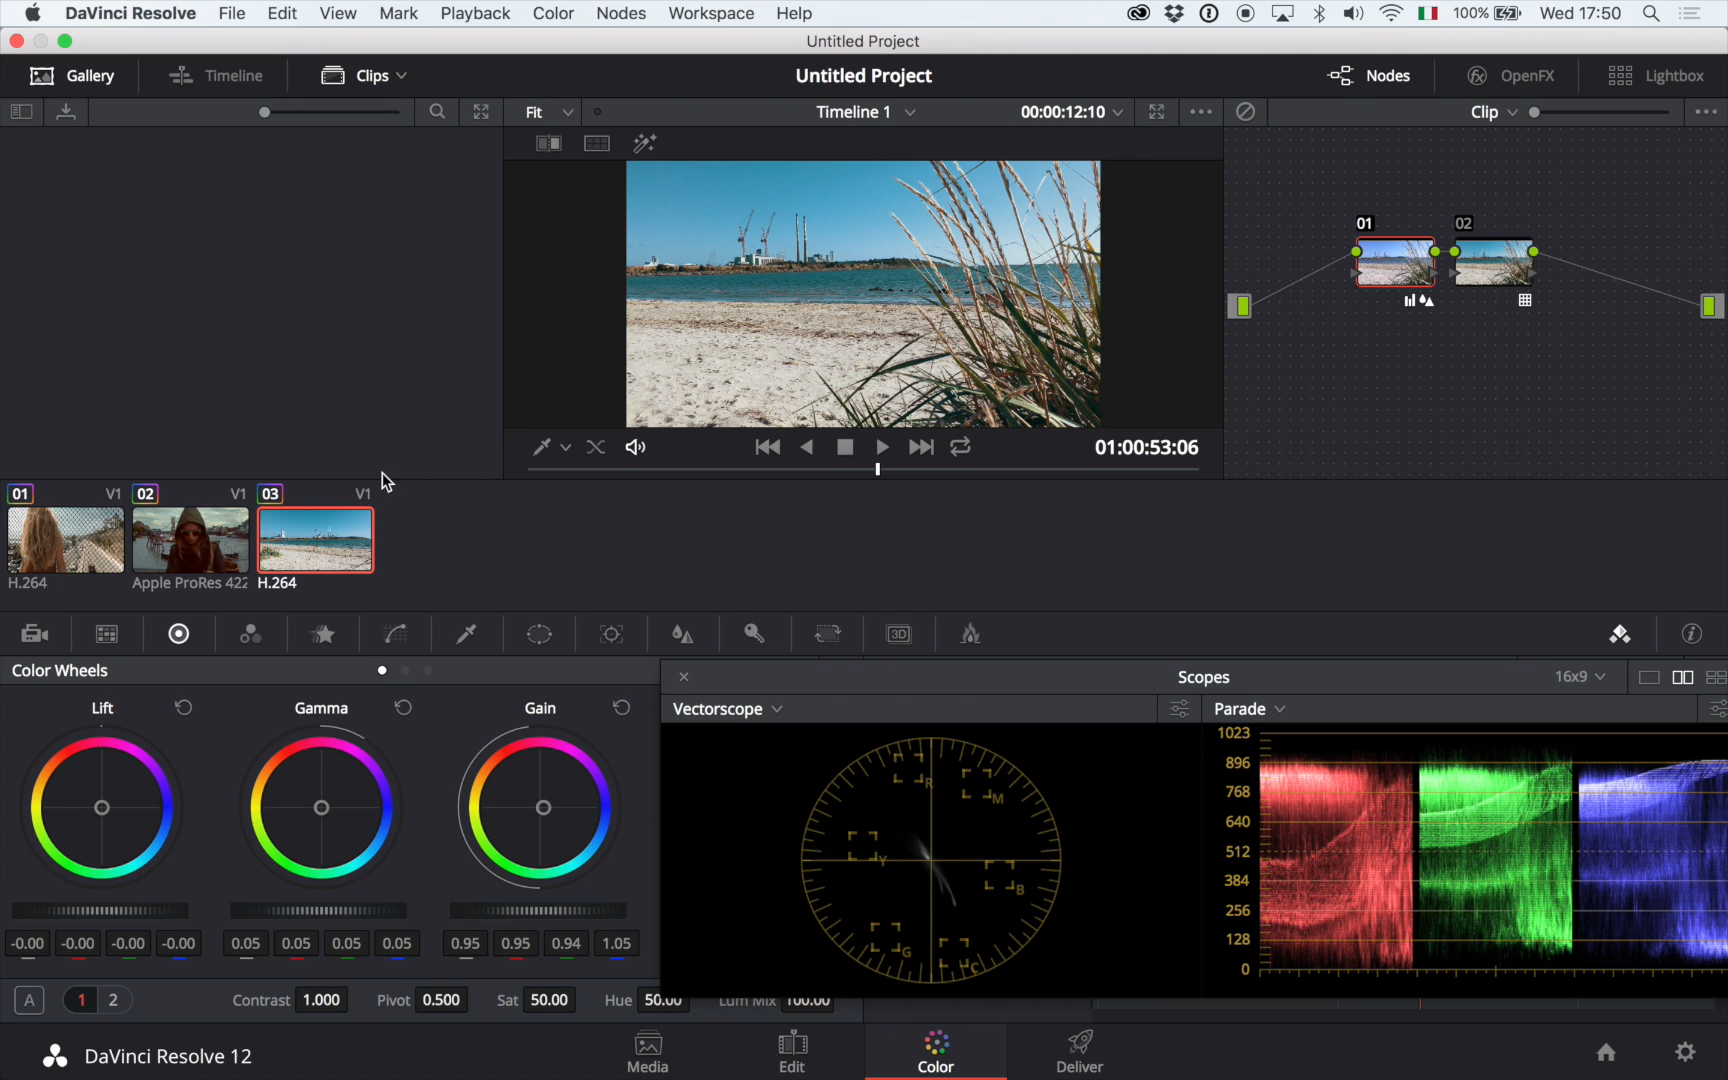 DaVinci Resolve File Edit View Mark Playback Color Nodes Workspace Help 100% Wed 17:50
Untitled Project
Gallery Timeline Clips Untitled Project Nodes OpenFX Lightbox
Fit Timeline 1 00:00:12:10 Clip
01 02
01:00:53:06
01 V1 02 V1 03 V1
H.264 Apple ProRes 422 H.264
3D
Color Wheels
Scopes 16x9
Lift Gamma Gain
Vectorscope Parade
R M Y B G C
1023
896
768
640
512
384
256
128
0
-0.00 -0.00 -0.00 -0.00 0.05 0.05 0.05 0.05 0.95 0.95 0.94 1.05
A 1 2 Contrast 1.000 Pivot 0.500 Sat 50.00 Hue 50.00 Lum Mix 100.00
DaVinci Resolve 12 Media Edit Color Deliver